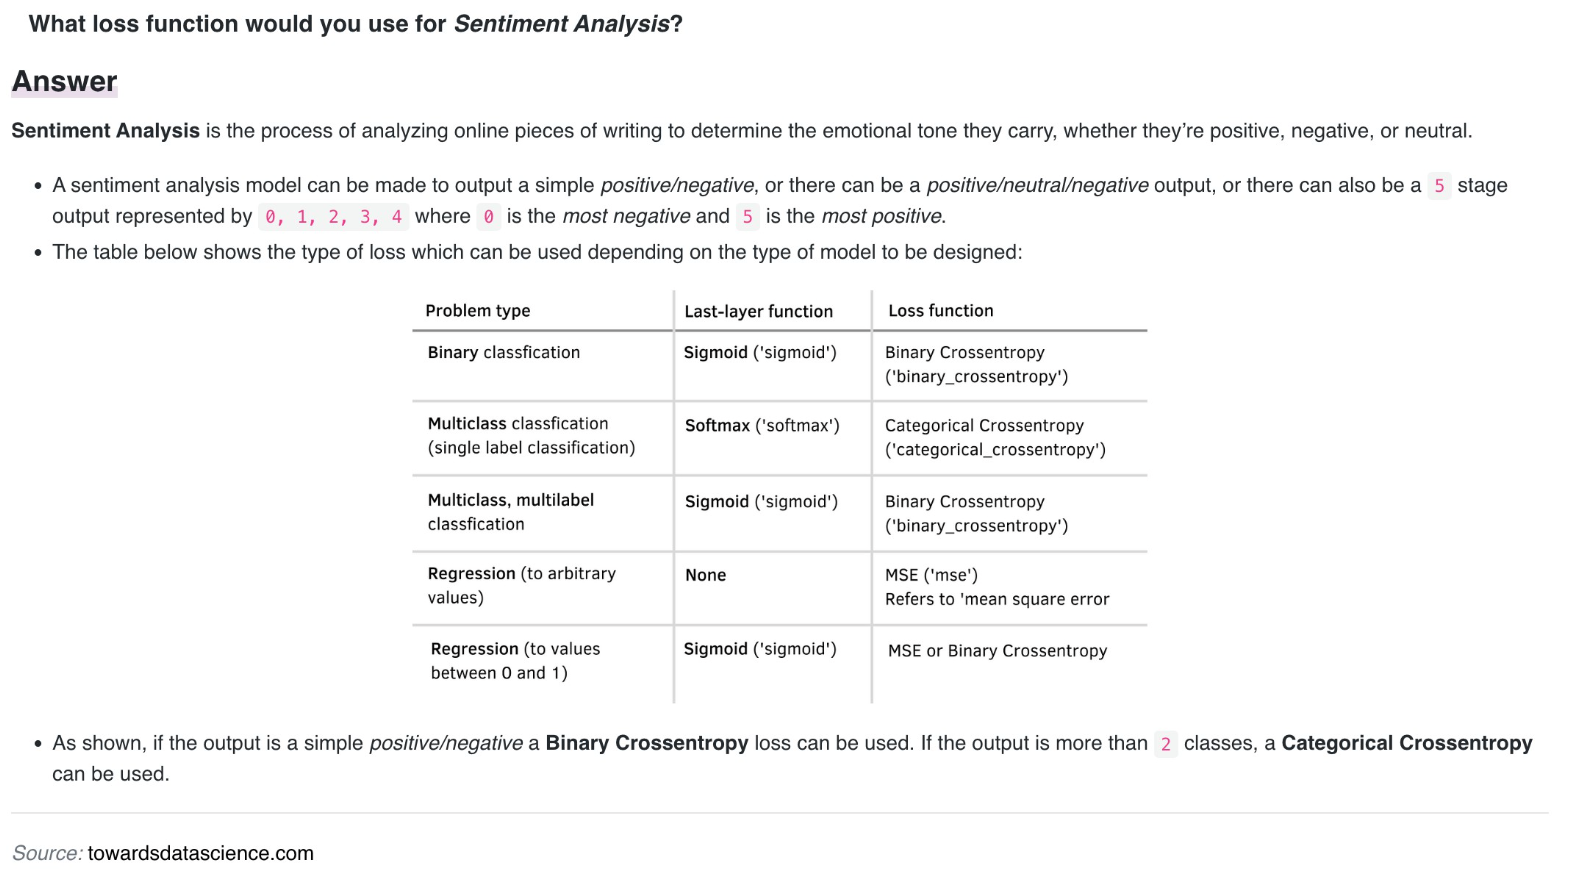 What loss function would you use for Sentiment Analysis?
Answer
Sentiment Analysis is the process of analyzing online pieces of writing to determine the emotional tone they carry, whether they’re positive, negative, or neutral.
• A sentiment analysis model can be made to output a simple positive/negative, or there can be a positive/neutral/negative output, or there can also be a 5 stage
output represented by 0, 1, 2, 3, 4 where 0 is the most negative and 5 is the most positive.
• The table below shows the type of loss which can be used depending on the type of model to be designed:
Problem type Last-layer function Loss function
Binary classfication Sigmoid ('sigmoid') Binary Crossentropy
('binary_crossentropy')
Multiclass classfication Softmax ('softmax') Categorical Crossentropy
(single label classification) ('categorical_crossentropy')
Multiclass, multilabel Sigmoid ('sigmoid') Binary Crossentropy
classfication ('binary_crossentropy')
Regression (to arbitrary None MSE ('mse')
values) Refers to 'mean square error
Regression (to values Sigmoid ('sigmoid') MSE or Binary Crossentropy
between 0 and 1)
• As shown, if the output is a simple positive/negative a Binary Crossentropy loss can be used. If the output is more than 2 classes, a Categorical Crossentropy
can be used.
Source: towardsdatascience.com